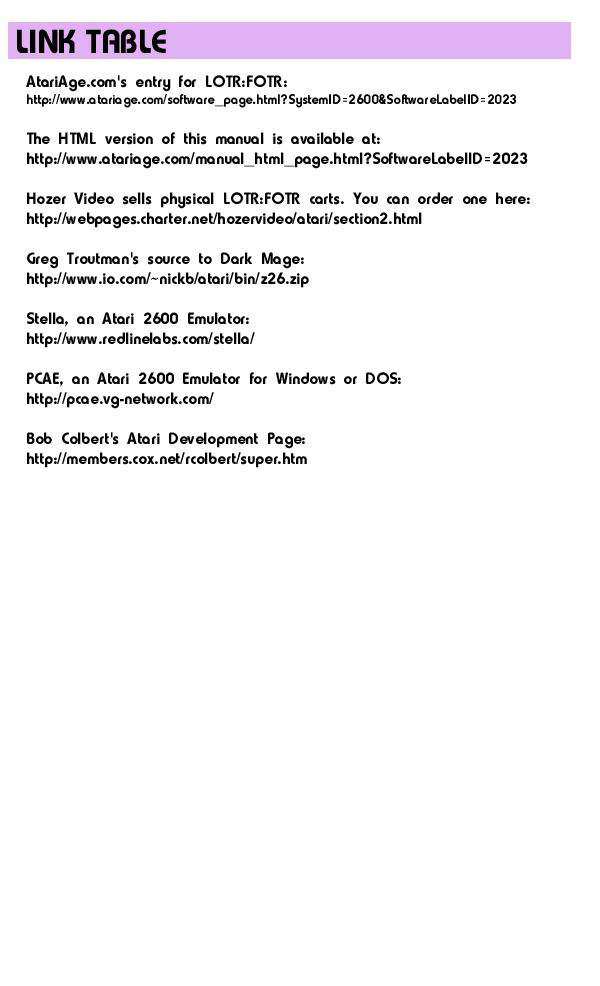 LINK TABLE
AtariAge.com's entry for LOTR:FOTR:
http://www.atariage.com/software_page.html?SystemID=2600&SoftwareLabelID=2023
The HTML version of this manual is available at:
http://www.atariage.com/manual_html_page.html?SoftwareLabelID=2023
Hozer Video sells physical LOTR:FOTR carts. You can order one here:
http://webpages.charter.net/hozervideo/atari/section2.html
Greg Troutman's source to Dark Mage:
http://www.io.com/~nickb/atari/bin/z26.zip
Stella, an Atari 2600 Emulator:
http://www.redlinelabs.com/stella/
PCAE, an Atari 2600 Emulator for Windows or DOS:
http://pcae.vg-network.com/
Bob Colbert's Atari Development Page:
http://members.cox.net/rcolbert/super.htm